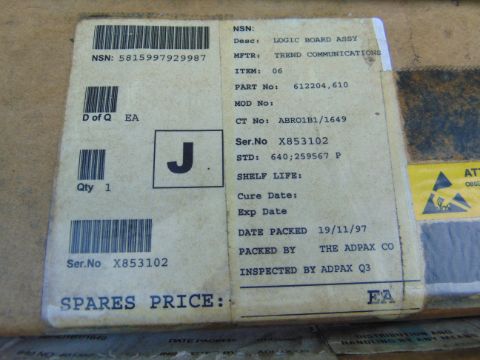 NSN: 5815997929987
D of Q EA
J
Qty 1
Ser.No X853102
SPARES PRICE:
NSN:
Desc: LOGIC BOARD ASSY
MFTR: TREND COMMUNICATIONS
ITEM: 06
PART No: 612204,610
MOD No:
CT No: ABRO1B1/1649
Ser.No X853102
STD: 640;259567 P
SHELF LIFE:
Cure Date:
Exp Date
DATE PACKED 19/11/97
PACKED BY THE ADPAX CO
INSPECTED BY ADPAX Q3
EA